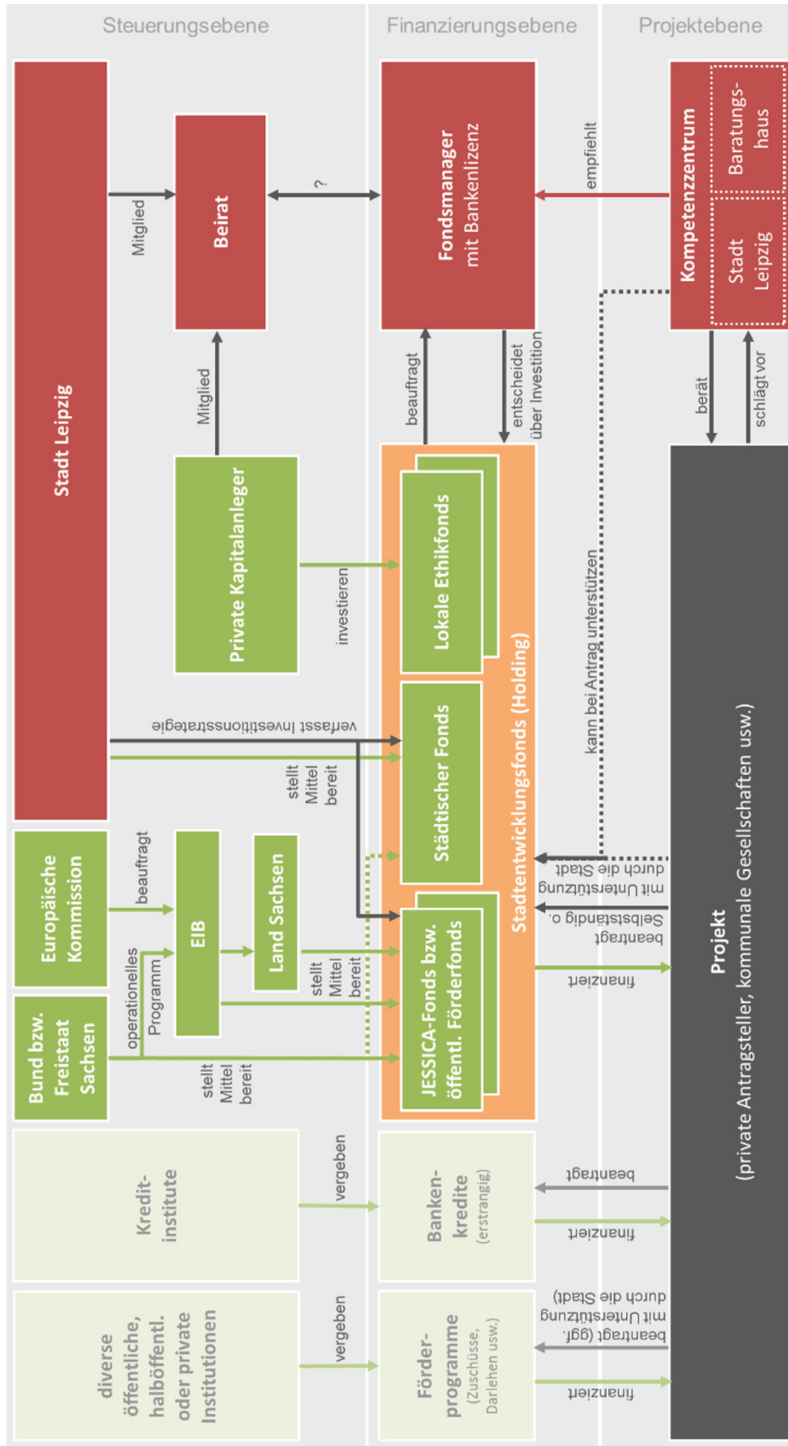 Steuerungsebene
Finanzierungsebene
Projektebene
diverse
öffentliche,
halböffentl.
oder private
Institutionen
Kredit-
institute
Bund bzw.
Freistaat
Sachsen
Europäische
Kommission
Stadt Leipzig
operationelles
Programm
beauftragt
EIB
Land Sachsen
Private Kapitalanleger
Mitglied
Beirat
Mitglied
vergeben
vergeben
stellt
Mittel
bereit
stellt
Mittel
bereit
stellt
Mittel
bereit
verfasst Investitionsstrategie
investieren
?
Förder-
programme
(Zuschüsse,
Darlehen usw.)
Banken-
kredite
(erstrangig)
JESSICA-Fonds bzw.
öffentl. Förderfonds
Städtischer Fonds
Lokale Ethikfonds
Stadtentwicklungsfonds (Holding)
beauftragt
entscheidet
über Investition
Fondsmanager
mit Bankenlizenz
finanziert
beantragt (ggf.
mit Unterstützung
durch die Stadt)
finanziert
beantragt
finanziert
beantragt
Selbstständig o.
mit Unterstützung
durch die Stadt
kann bei Antrag unterstützen
empfiehlt
Projekt
(private Antragsteller, kommunale Gesellschaften usw.)
berät
schlägt vor
Kompetenzzentrum
Stadt
Leipzig
Baratungs-
haus